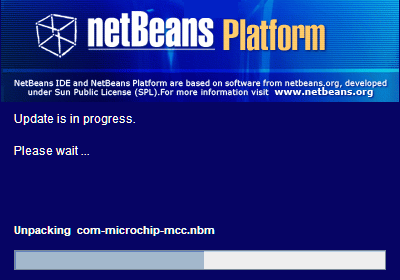 netBeans Platform
NetBeans IDE and NetBeans Platform are based on software from netbeans.org, developed
under Sun Public License (SPL).For more information visit www.netbeans.org
Update is in progress.
Please wait ...
Unpacking com-microchip-mcc.nbm